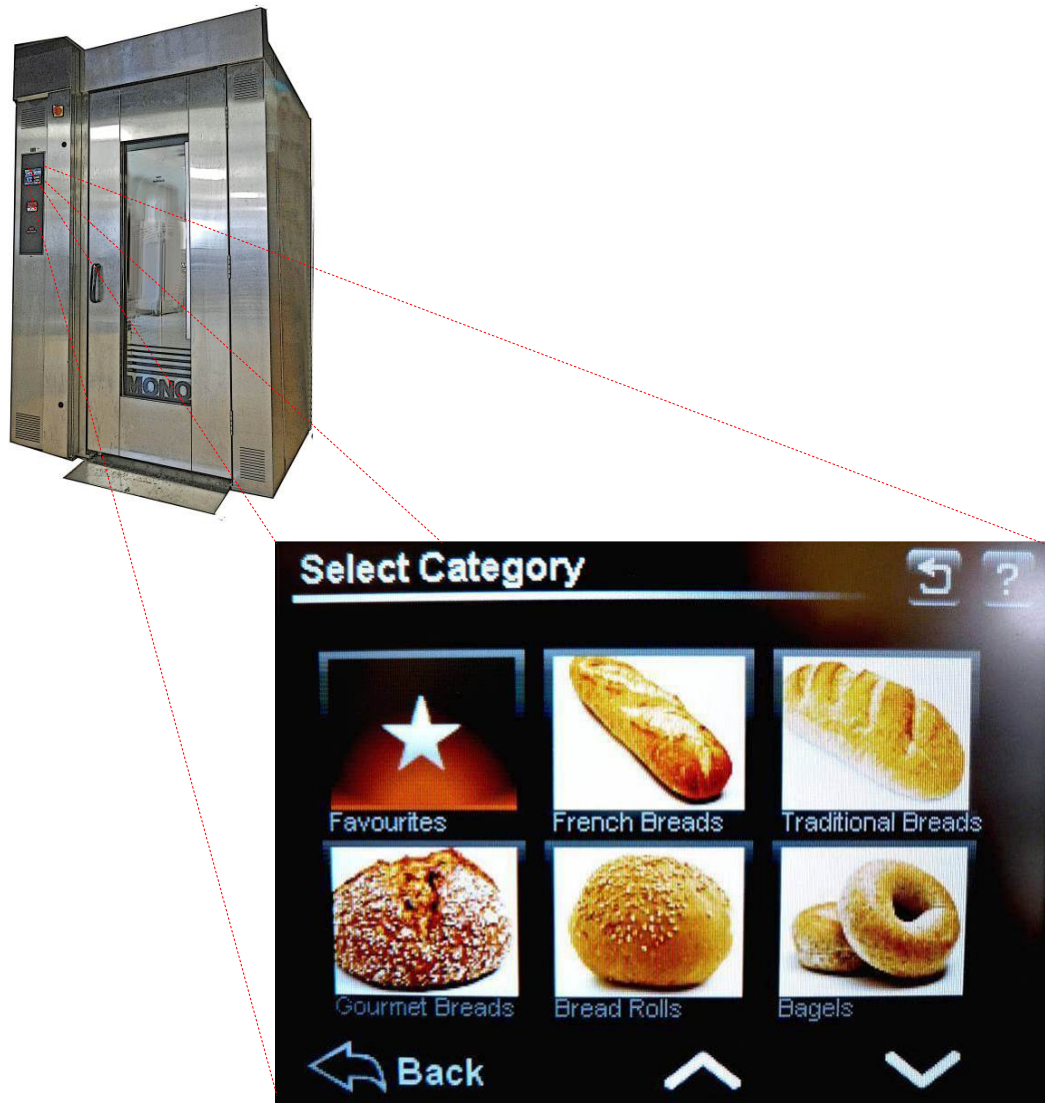 MONO
Select Category
?
Favourites
French Breads
Traditional Breads
Gourmet Breads
Bread Rolls
Bagels
Back